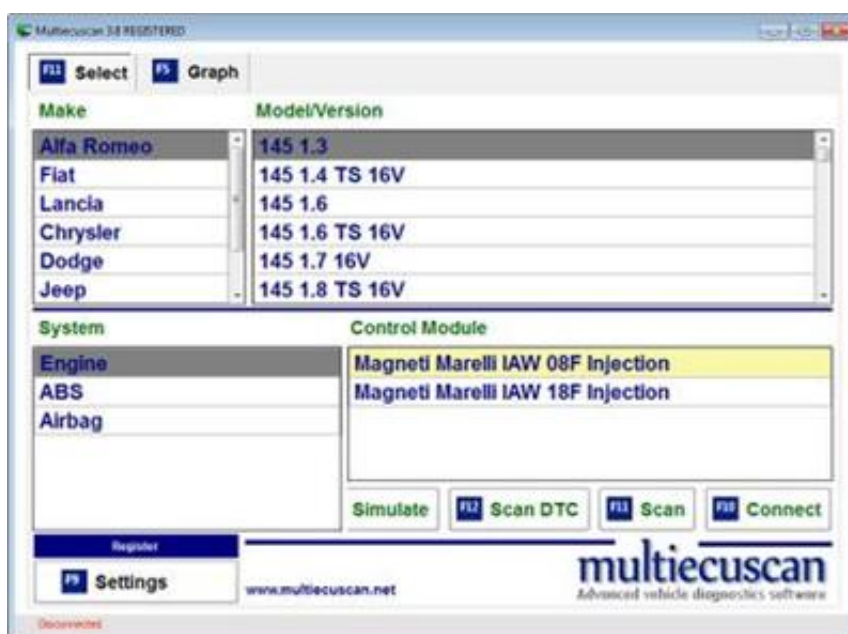 Multiecuscan 3.8 REGISTERED
F11 Select F5 Graph
Make Model/Version
Alfa Romeo 145 1.3
Fiat 145 1.4 TS 16V
Lancia 145 1.6
Chrysler 145 1.6 TS 16V
Dodge 145 1.7 16V
Jeep 145 1.8 TS 16V
System Control Module
Engine Magneti Marelli IAW 08F Injection
ABS Magneti Marelli IAW 18F Injection
Airbag
Simulate F12 Scan DTC F11 Scan F10 Connect
Register
F9 Settings
www.multiecuscan.net
multiecuscan
Advanced vehicle diagnostics software
Disconnected